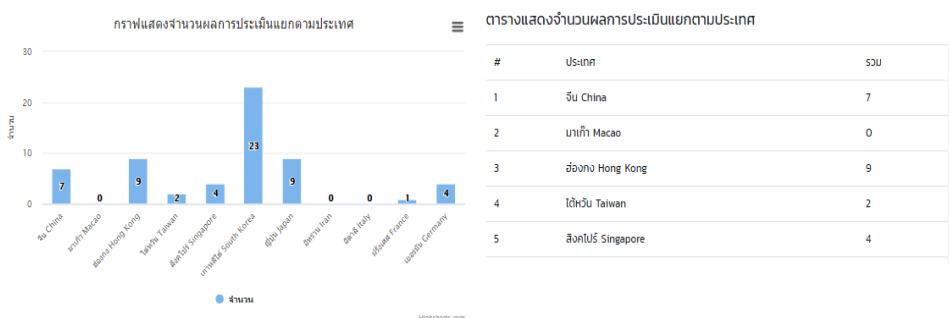 กราฟแสดงจำนวนผลการประเมินแยกตามประเทศ
30
20
10
0
จำนวน
7
0
9
2
4
23
9
0
0
1
4
จีน China
มาเก๊า Macao
ฮ่องกง Hong Kong
ไต้หวัน Taiwan
สิงคโปร์ Singapore
เกาหลีใต้ South Korea
ญี่ปุ่น Japan
อิหร่าน Iran
อิตาลี Italy
ฝรั่งเศส France
เยอรมัน Germany
จำนวน
Highcharts.com
ตารางแสดงจำนวนผลการประเมินแยกตามประเทศ
# ประเทศ รวม
1 จีน China 7
2 มาเก๊า Macao 0
3 ฮ่องกง Hong Kong 9
4 ไต้หวัน Taiwan 2
5 สิงคโปร์ Singapore 4